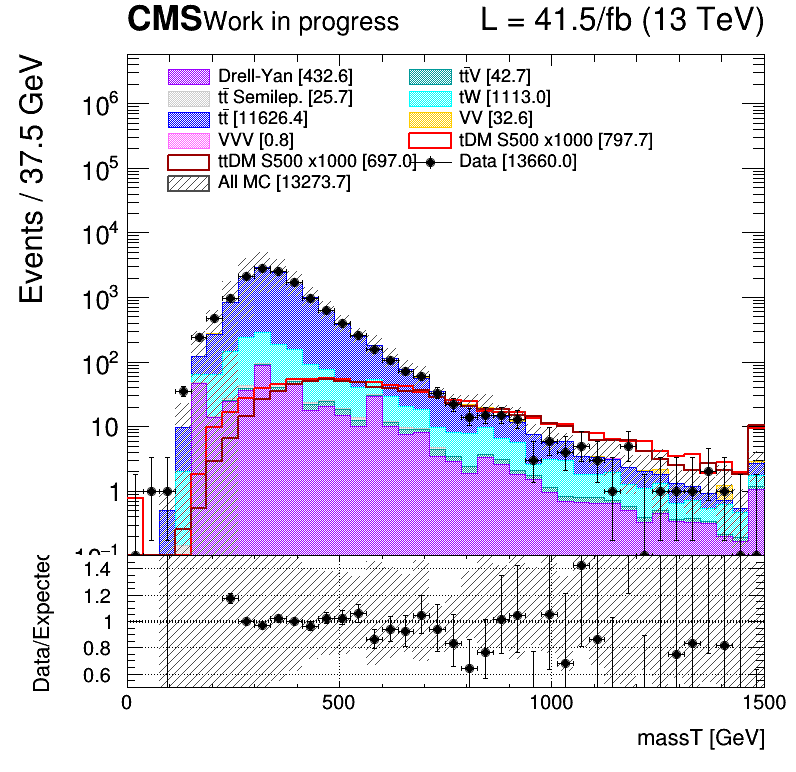 CMS Work in progress L = 41.5/fb (13 TeV)
Events / 37.5 GeV
Drell-Yan [432.6] tt̄V [42.7]
tt̄ Semilep. [25.7] tW [1113.0]
tt̄ [11626.4] VV [32.6]
VVV [0.8] tDM S500 x1000 [797.7]
ttDM S500 x1000 [697.0] Data [13660.0]
All MC [13273.7]
10⁶
10⁵
10⁴
10³
10²
10
1
10⁻¹
Data/Expected
1.4
1.2
1
0.8
0.6
0 500 1000 1500
massT [GeV]